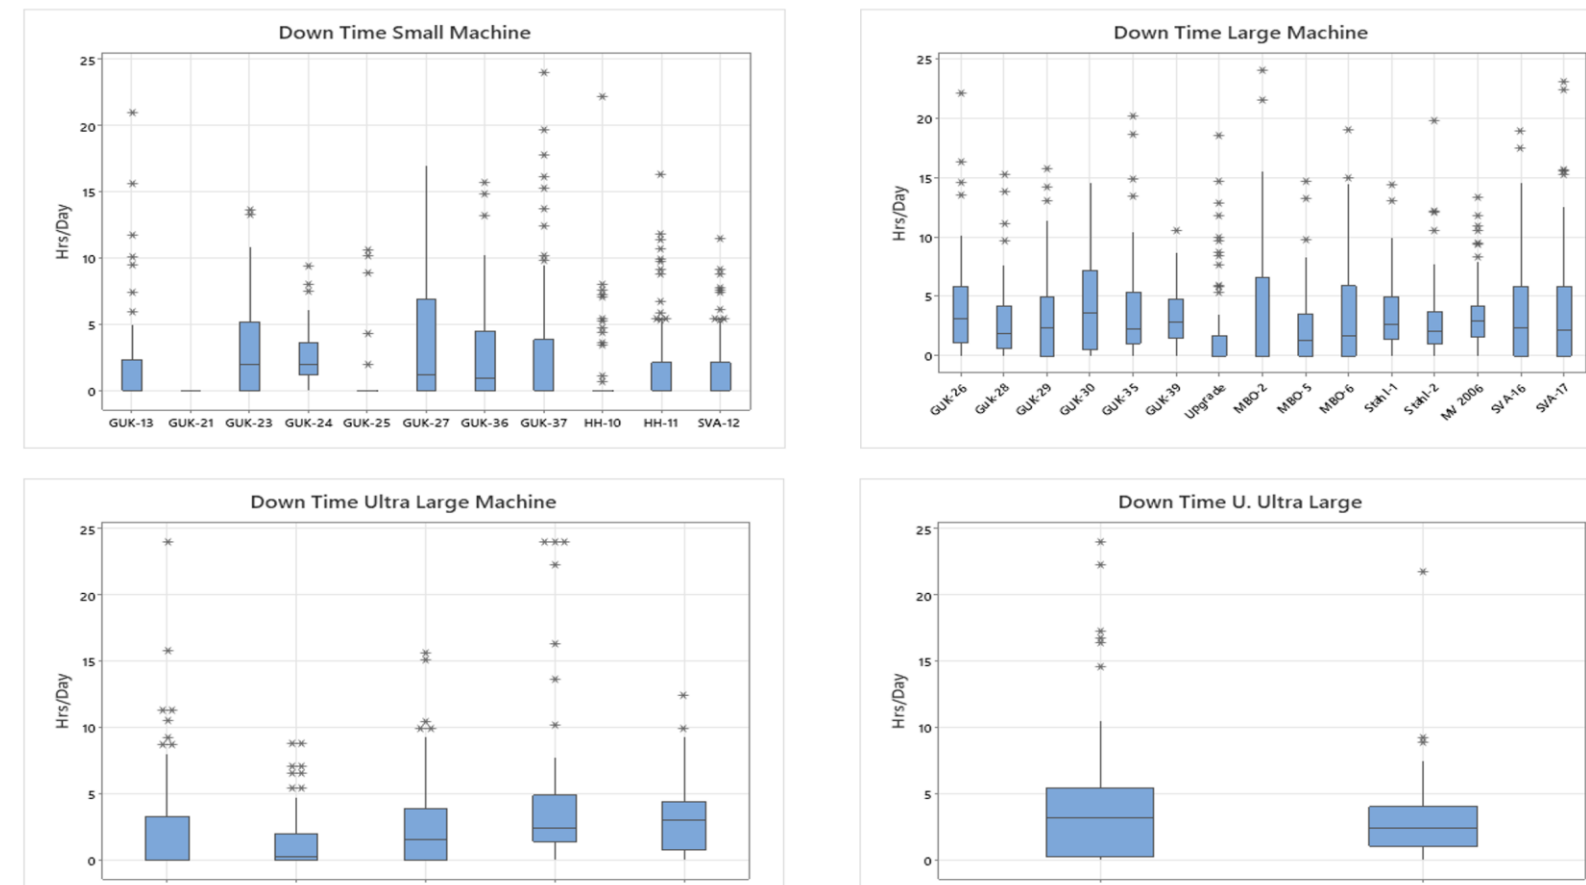 Down Time Small Machine
25
20
15
10
5
0
Hrs/Day
GUK-13 GUK-21 GUK-23 GUK-24 GUK-25 GUK-27 GUK-36 GUK-37 HH-10 HH-11 SVA-12
Down Time Large Machine
25
20
15
10
5
0
Hrs/Day
GUK-26 Guk-28 GUK-29 GUK-30 GUK-35 GUK-39 UPgrade MBO-2 MBO-5 MBO-6 Stahl-1 Stahl-2 MV 2006 SVA-16 SVA-17
Down Time Ultra Large Machine
25
20
15
10
5
0
Hrs/Day
Down Time U. Ultra Large
25
20
15
10
5
0
Hrs/Day